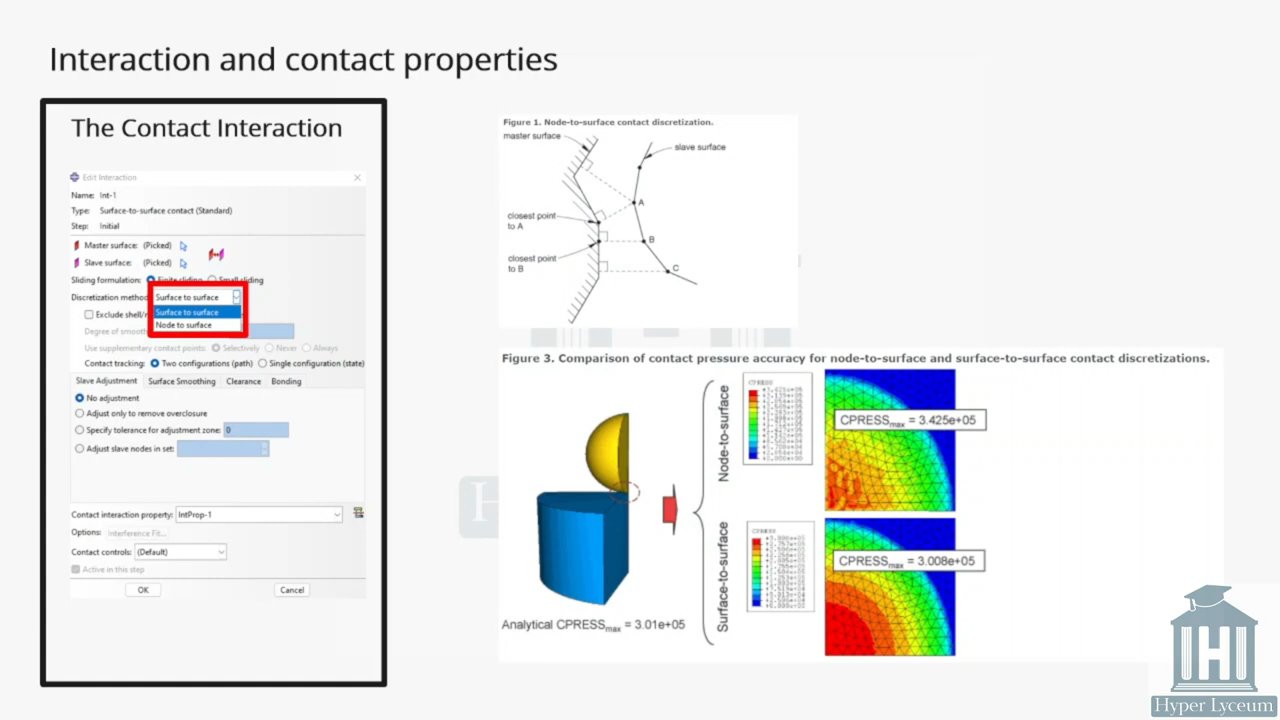 Interaction and contact properties
The Contact Interaction
Edit Interaction
Name: Int-1
Type: Surface-to-surface contact (Standard)
Step: Initial
Master surface: (Picked)
Slave surface: (Picked)
Sliding formulation: Finite sliding Small sliding
Discretization method Surface to surface
Surface to surface
Exclude shell/
Node to surface
Degree of smoot
Use supplementary contact points: Selectively Never Always
Contact tracking: Two configurations (path) Single configuration (state)
Slave Adjustment Surface Smoothing Clearance Bonding
No adjustment
Adjust only to remove overclosure
Specify tolerance for adjustment zone: 0
Adjust slave nodes in set:
Contact interaction property: IntProp-1
Options: Interference Fit...
Contact controls: (Default)
Active in this step
OK Cancel
Figure 1. Node-to-surface contact discretization.
master surface
slave surface
A
closest point
to A
B
closest point
to B
C
Figure 3. Comparison of contact pressure accuracy for node-to-surface and surface-to-surface contact discretizations.
Node-to-surface
CPRESS
CPRESSmax = 3.425e+05
Surface-to-surface
CPRESS
CPRESSmax = 3.008e+05
Analytical CPRESSmax = 3.01e+05
H
Hyper Lyceum